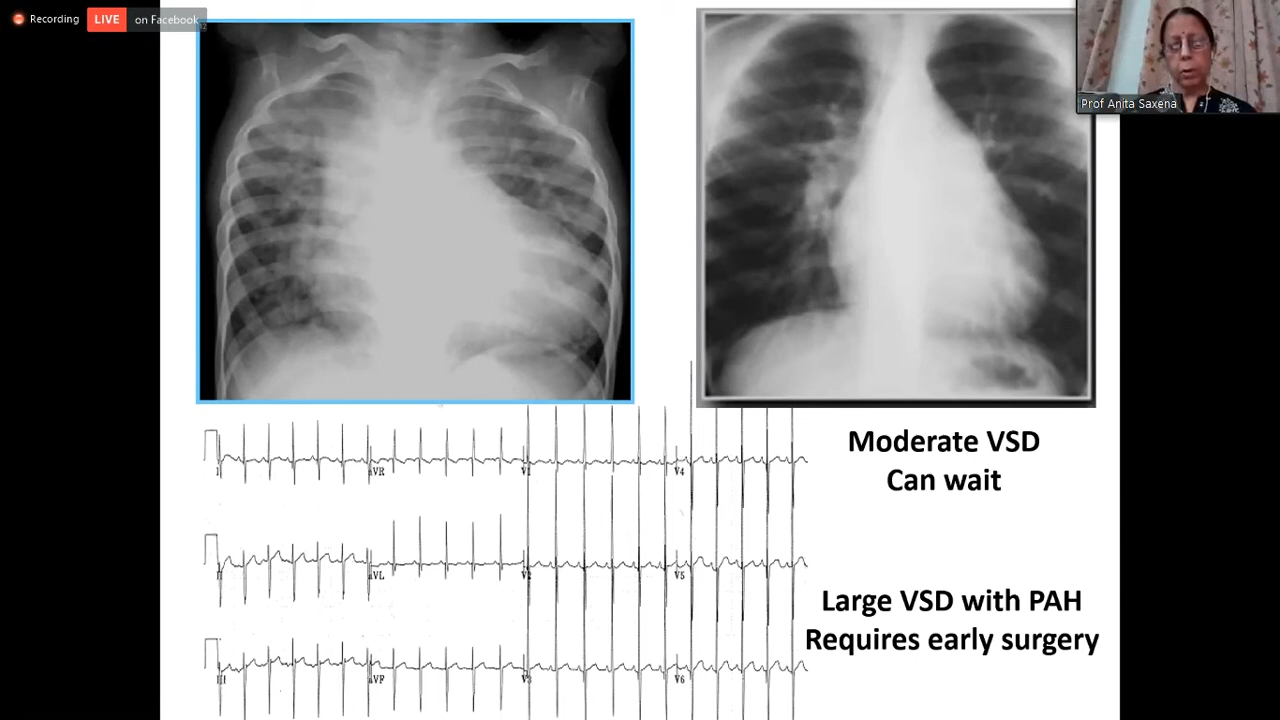 Recording
LIVE on Facebook
Prof Anita Saxena
I aVR V1 V4
Moderate VSD
Can wait
II aVL V2 V5
Large VSD with PAH
Requires early surgery
III aVF V3 V6